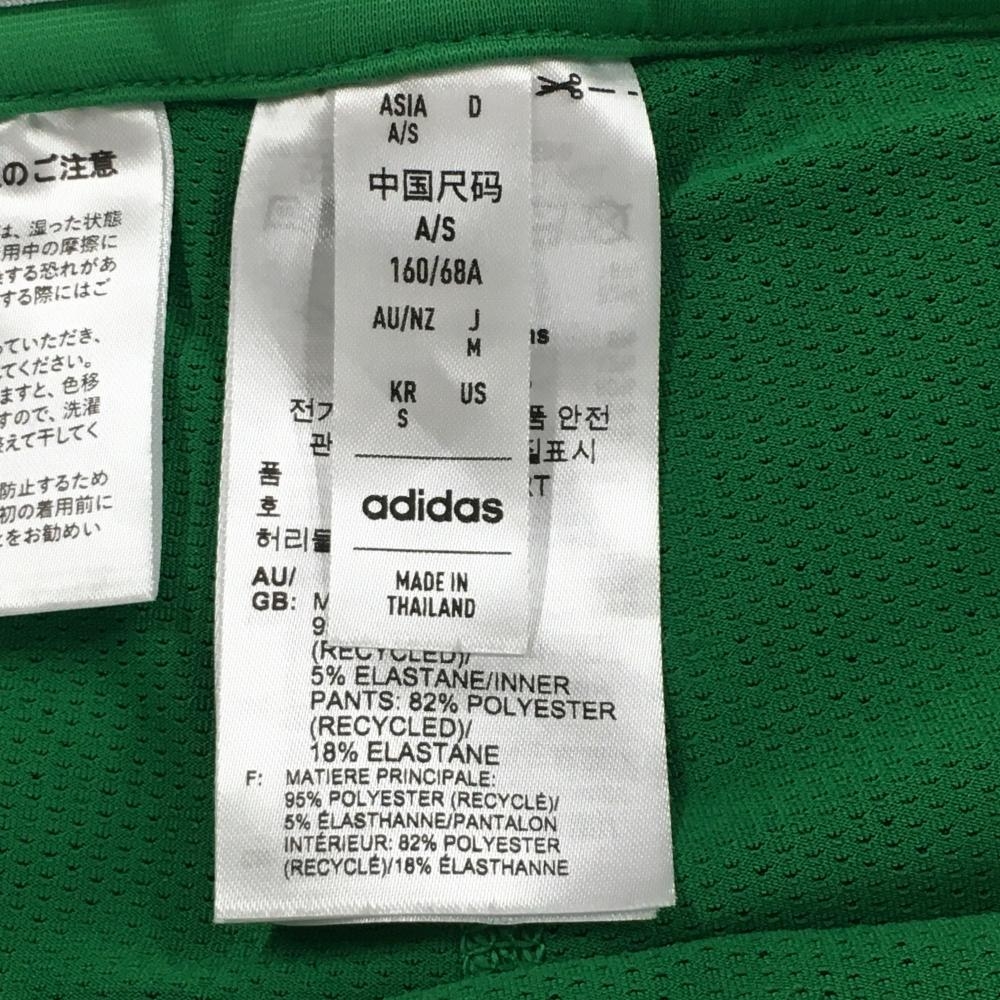 のご注意
は、湿った状態
用中の摩擦に
する恐れがあ
する際にはご
っていただき、
てください。
ますと、色移
すので、洗濯
整えて干してく
防止するため
初の着用前に
をお勧めい
ASIA D
A/S
中国尺码
A/S
160/68A
AU/NZ J
M
KR US
S
adidas
MADE IN
THAILAND
전기 품 안전
관 질표시
품
호
허리둘
AU/
GB: M
9
(RECYCLED)/
5% ELASTANE/INNER
PANTS: 82% POLYESTER
(RECYCLED)/
18% ELASTANE
F: MATIERE PRINCIPALE:
95% POLYESTER (RECYCLÉ)/
5% ÉLASTHANNE/PANTALON
INTÉRIEUR: 82% POLYESTER
(RECYCLÉ)/18% ÉLASTHANNE